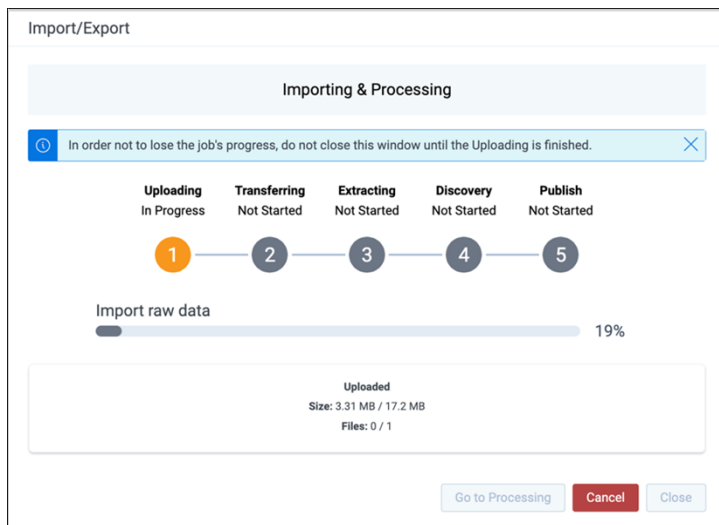 Import/Export
Importing & Processing
In order not to lose the job's progress, do not close this window until the Uploading is finished.
Uploading Transferring Extracting Discovery Publish
In Progress Not Started Not Started Not Started Not Started
1 2 3 4 5
Import raw data
19%
Uploaded
Size: 3.31 MB / 17.2 MB
Files: 0 / 1
Go to Processing Cancel Close